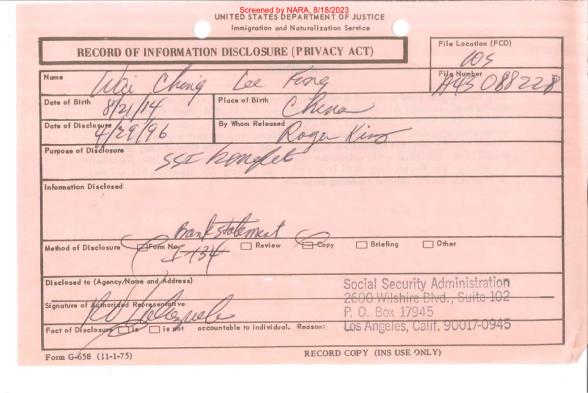 Screened by NARA, 8/18/2023
UNITED STATES DEPARTMENT OF JUSTICE
Immigration and Naturalization Service
RECORD OF INFORMATION DISCLOSURE (PRIVACY ACT)
File Location (FCO)
LOS
Name Wai Ching Lee Fong
File Number A43 088 228
Date of Birth 8/21/14
Place of Birth China
Date of Disclosure 4/29/96
By Whom Released Roger King
Purpose of Disclosure SSI benefit
Information Disclosed
Bank statement
Method of Disclosure Form No. I-134 Review Copy Briefing Other
Disclosed to (Agency/Name and Address)
Social Security Administration
2600 Wilshire Blvd., Suite 102
P. O. Box 17945
Los Angeles, Calif. 90017-0945
Signature of Authorized Representative
Fact of Disclosure is is not accountable to individual. Reason:
Form G-658 (11-1-75)
RECORD COPY (INS USE ONLY)